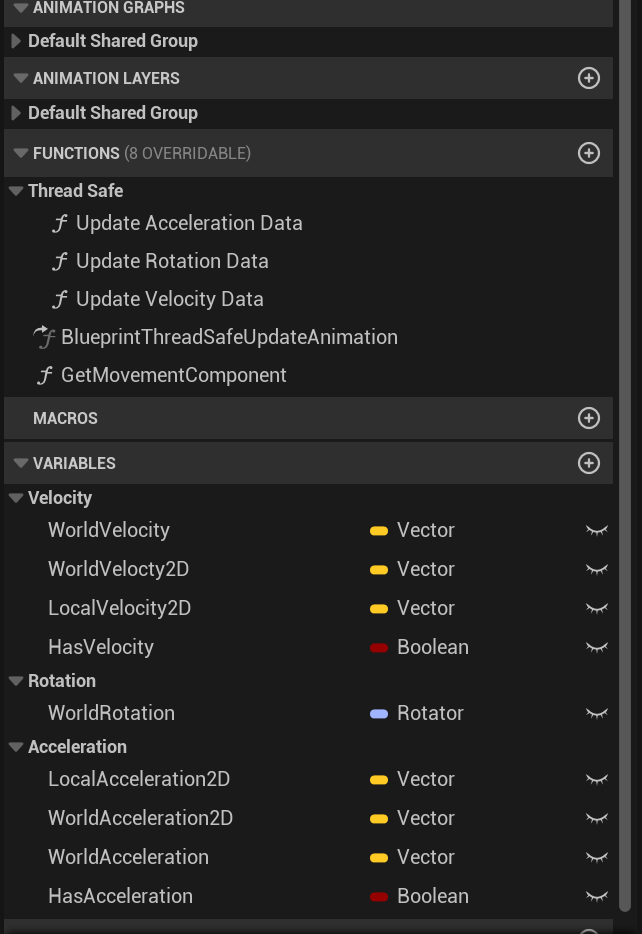 ANIMATION GRAPHS
Default Shared Group
ANIMATION LAYERS
Default Shared Group
FUNCTIONS (8 OVERRIDABLE)
Thread Safe
f Update Acceleration Data
f Update Rotation Data
f Update Velocity Data
f BlueprintThreadSafeUpdateAnimation
f GetMovementComponent
MACROS
VARIABLES
Velocity
WorldVelocity Vector
WorldVelocty2D Vector
LocalVelocity2D Vector
HasVelocity Boolean
Rotation
WorldRotation Rotator
Acceleration
LocalAcceleration2D Vector
WorldAcceleration2D Vector
WorldAcceleration Vector
HasAcceleration Boolean